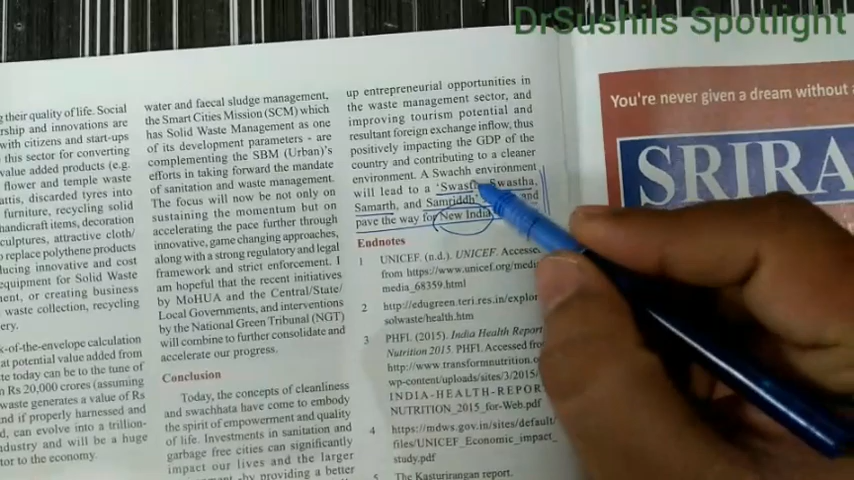 DrSushils Spotlight
g their quality of life. Social
rship and innovations are
with citizens and start-ups
this sector for converting
value added products (e.g.
flower and temple waste
attis, discarded tyres into
furniture, recycling solid
handicraft items, decoration
sculptures, attractive cloth/
o replace polythene products
ucing innovative and cost
equipment for Solid Waste
ent, or creating business
waste collection, recycling
ery.
k-of-the-envelope calculation
at potential value added from
te today can be to the tune of
n Rs 20,000 crores (assuming
waste generates a value of Rs
d if properly harnessed and
d, can evolve into a trillion-
ndustry and will be a huge
tor to the economy.
water and faecal sludge management,
the Smart Cities Mission (SCM) which
has Solid Waste Management as one
of its development parameters - are
complementing the SBM (Urban)'s
efforts in taking forward the mandate
of sanitation and waste management.
The focus will now be not only on
sustaining the momentum but on
accelerating the pace further through
innovative, game changing approaches,
along with a strong regulatory and legal
framework and strict enforcement. I
am hopeful that the recent initiatives
by MoHUA and the Central/State/
Local Governments, and interventions
by the National Green Tribunal (NGT)
will combine to further consolidate and
accelerate our progress.
Conclusion
Today, the concepts of cleanliness
and swachhata have come to embody
the spirit of empowerment and quality
of life. Investments in sanitation and
garbage free cities can significantly
impact our lives and the larger
by providing a better
up entrepreneurial opportunities in
the waste management sector, and
improving tourism potential and
resultant foreign exchange inflow, thus
positively impacting the GDP of the
country and contributing to a cleaner
environment. A Swachh environment
will lead to a Swastha,
Samarth, and Samriddh' and
pave the way for 'New India
Endnotes
1 UNICEF. (n.d.). UNICEF. Accesse
from https://www.unicef.org/medi
media_68359.html
2 http://edugreen.teri.res.in/explor
solwaste/health.htm
3 PHFI. (2015). India Health Report
Nutrition 2015. PHFI. Accessed fro
http://www.transformnutrition.o
wp-content/uploads/sites/3/2015/
INDIA-HEALTH-REPOR
NUTRITION_2015_for-Web.pdf
4 https://mdws.gov.in/sites/default/
files/UNICEF_Economic_impact_
study.pdf
5 The Kasturirangan report.
You're never given a dream without a
SRIRA